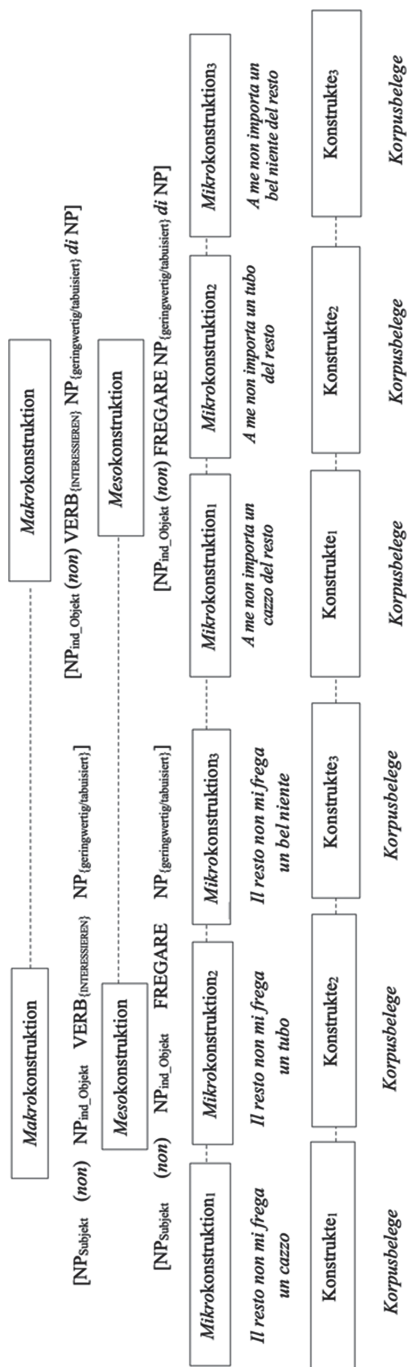 Makrokonstruktion Makrokonstruktion
[NPSubjekt (non) NPind_Objekt VERB{INTERESSIEREN} NP{geringwertig/tabuisiert}] [NPind_Objekt (non) VERB{INTERESSIEREN} NP{geringwertig/tabuisiert} di NP]
Mesokonstruktion Mesokonstruktion
[NPSubjekt (non) NPind_Objekt FREGARE NP{geringwertig/tabuisiert}] [NPind_Objekt (non) FREGARE NP{geringwertig/tabuisiert} di NP]
Mikrokonstruktion1 Mikrokonstruktion2 Mikrokonstruktion3 Mikrokonstruktion1 Mikrokonstruktion2 Mikrokonstruktion3
Il resto non mi frega
un cazzo
Il resto non mi frega
un tubo
Il resto non mi frega
un bel niente
A me non importa un
cazzo del resto
A me non importa un tubo
del resto
A me non importa un
bel niente del resto
Konstrukte1 Konstrukte2 Konstrukte3 Konstrukte1 Konstrukte2 Konstrukte3
Korpusbelege Korpusbelege Korpusbelege Korpusbelege Korpusbelege Korpusbelege